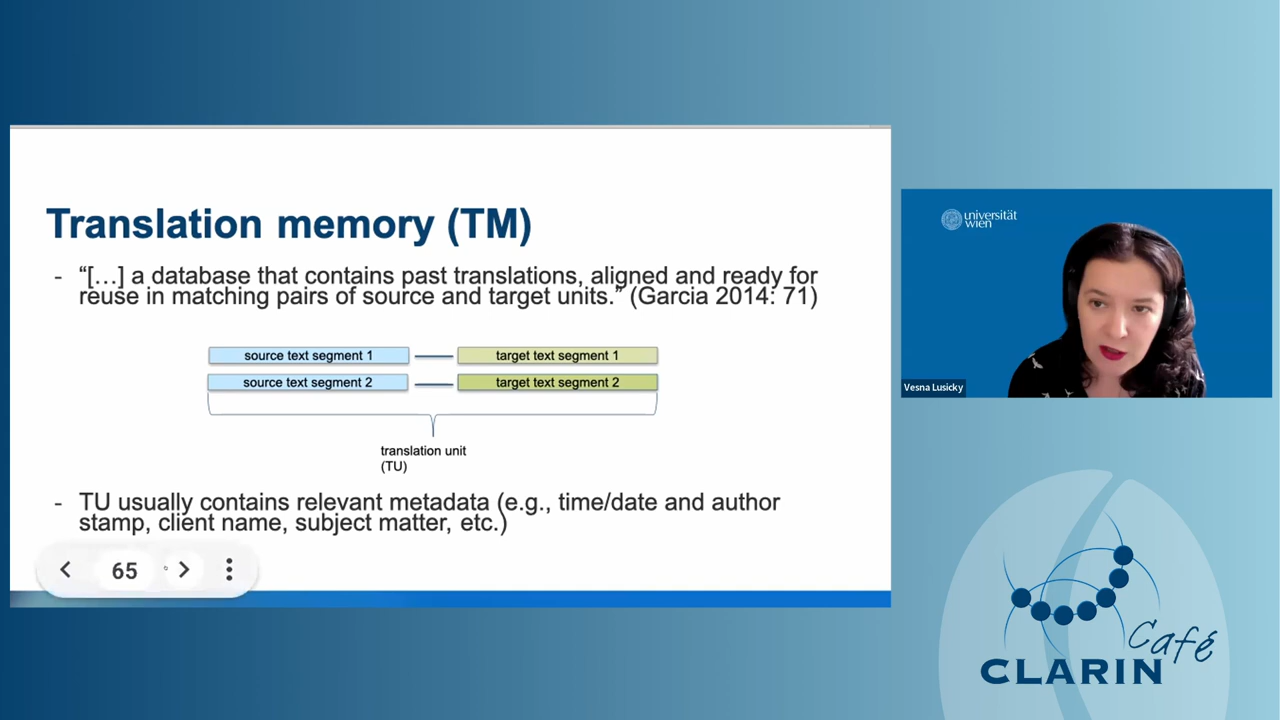 Translation memory (TM)
- “[…] a database that contains past translations, aligned and ready for
reuse in matching pairs of source and target units.” (Garcia 2014: 71)
source text segment 1
target text segment 1
source text segment 2
target text segment 2
translation unit
(TU)
- TU usually contains relevant metadata (e.g., time/date and author
stamp, client name, subject matter, etc.)
65
universität
wien
Vesna Lusicky
Café
CLARIN